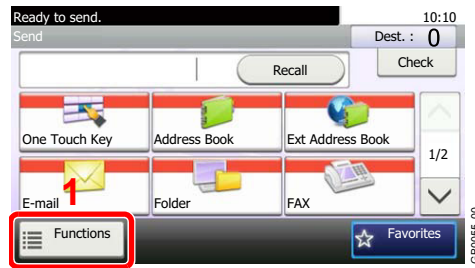 Ready to send.
10:10
Send
Dest. : 0
Recall
Check
One Touch Key
Address Book
Ext Address Book
1/2
E-mail
1
Folder
FAX
Functions
Favorites